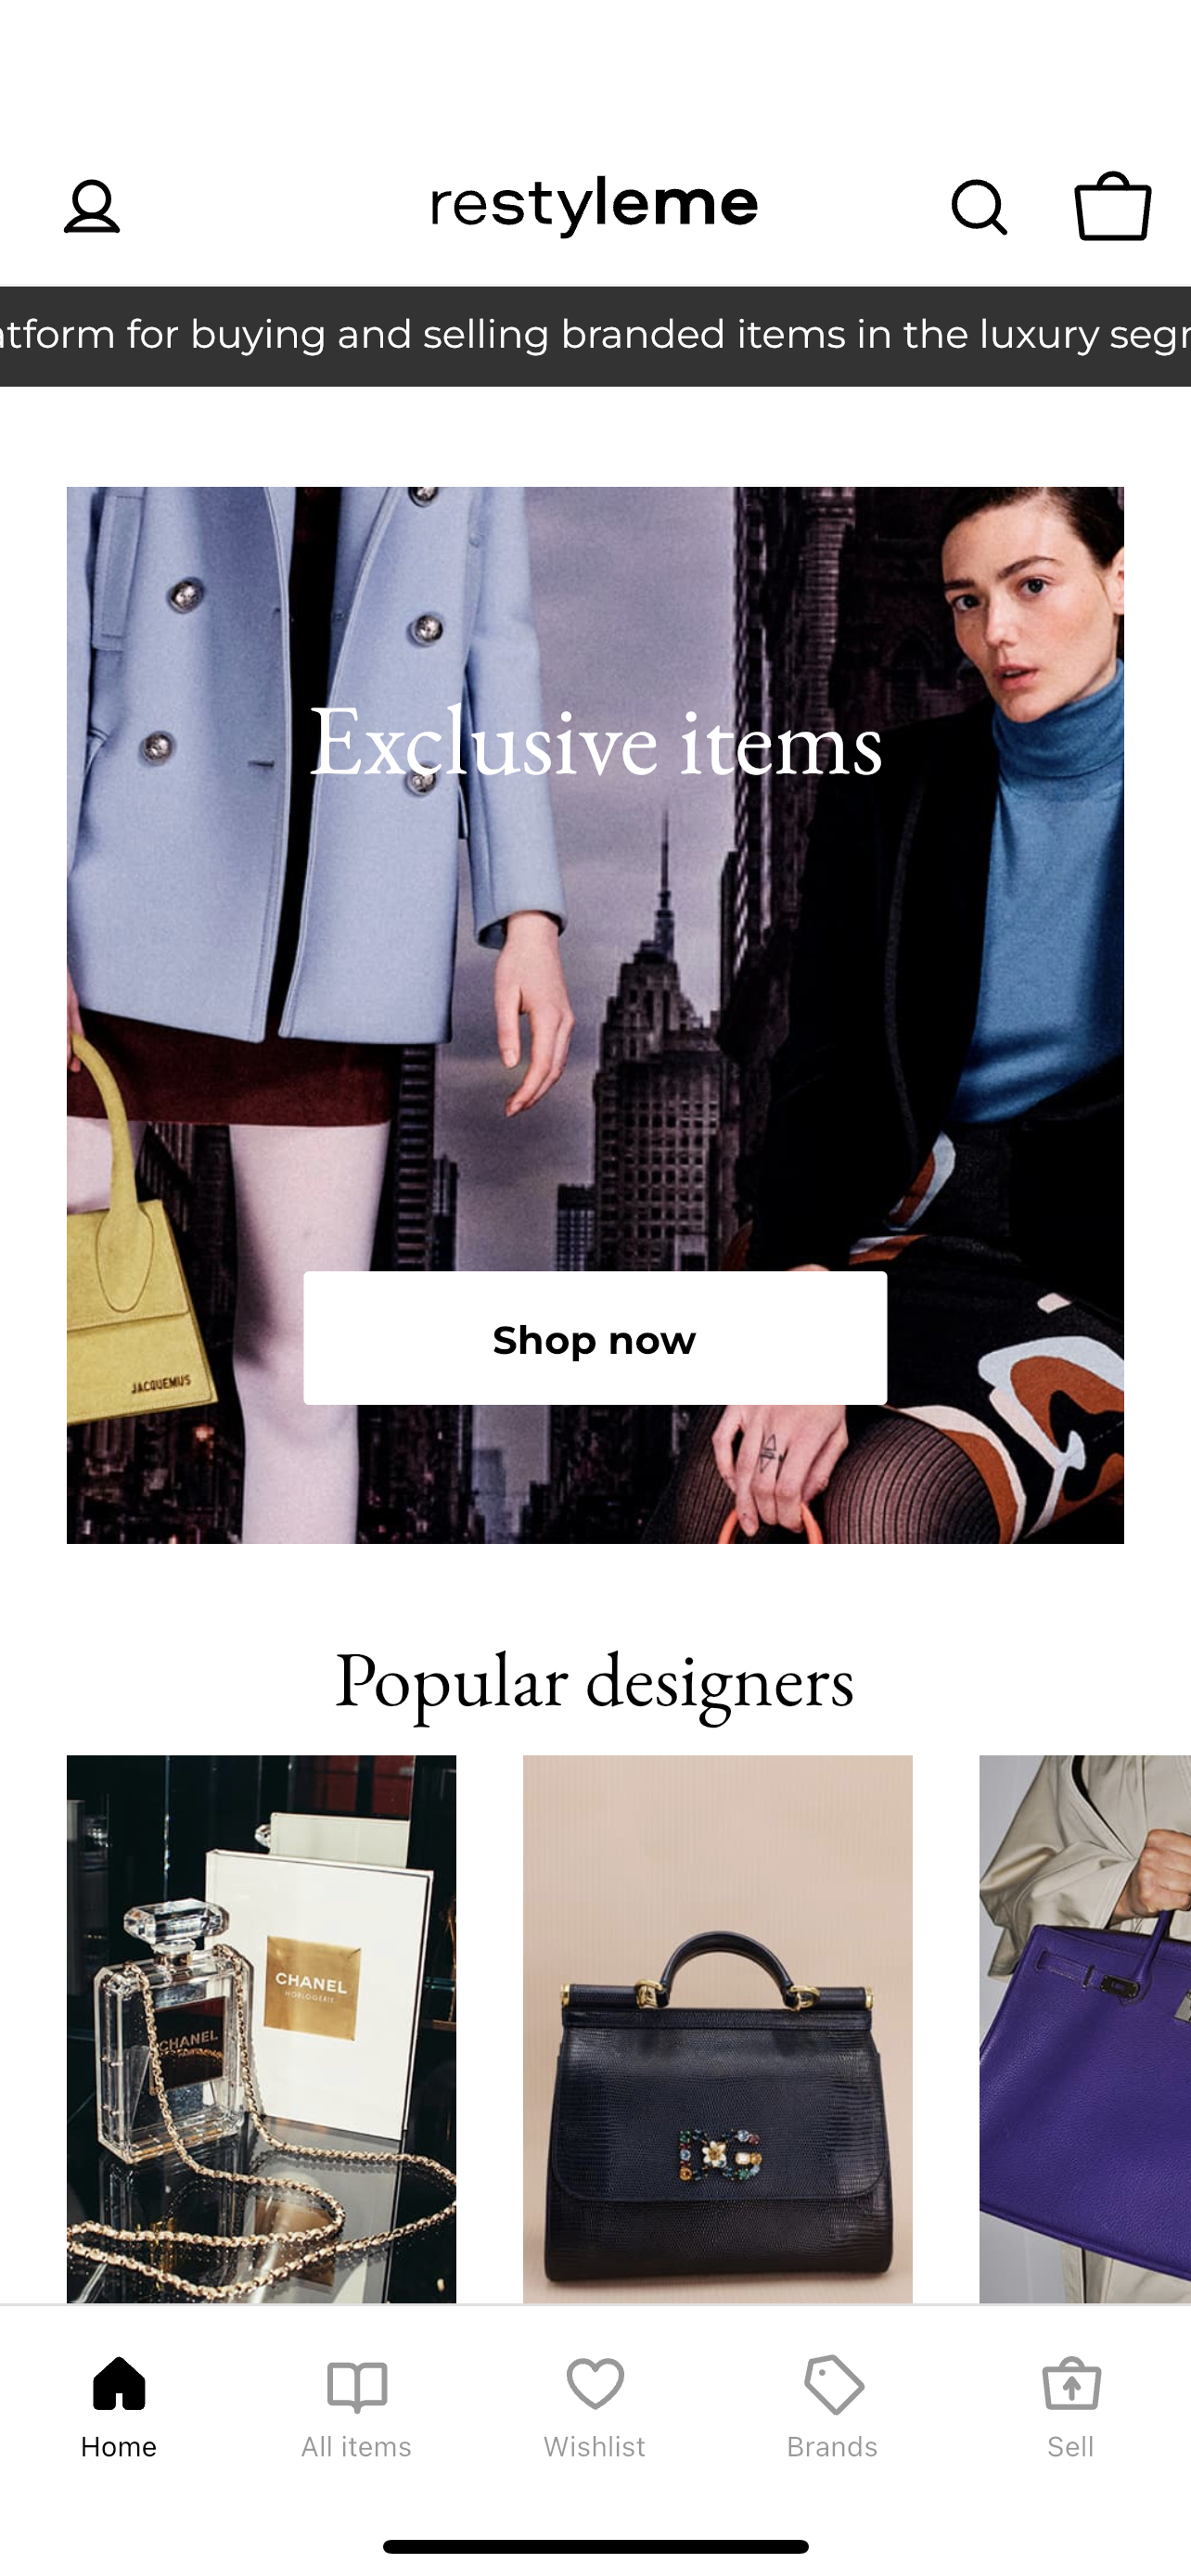 restyleme
atform for buying and selling branded items in the luxury segr
Exclusive items
JACQUEMUS
Shop now
Popular designers
CHANEL
HORLOGERIE
CHANEL
DG
Home
All items
Wishlist
Brands
Sell